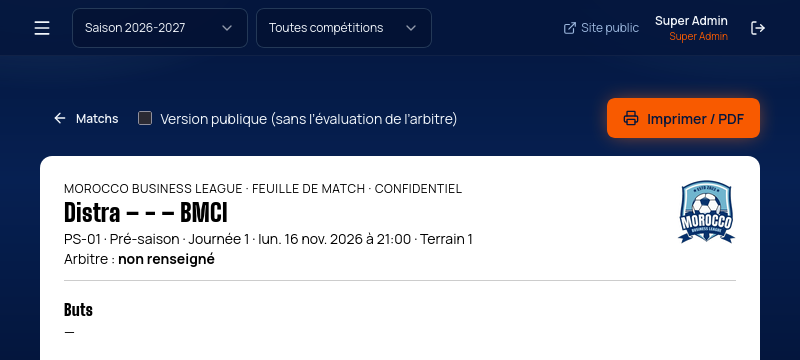 Saison 2026-2027
Toutes compétitions
Site public
Super Admin
Super Admin
Matchs
Version publique (sans l'évaluation de l'arbitre)
Imprimer / PDF
MOROCCO BUSINESS LEAGUE · FEUILLE DE MATCH · CONFIDENTIEL
Distra — - — BMCI
PS-01 · Pré-saison · Journée 1 · lun. 16 nov. 2026 à 21:00 · Terrain 1
Arbitre : non renseigné
MOROCCO
BUSINESS LEAGUE
Buts
—